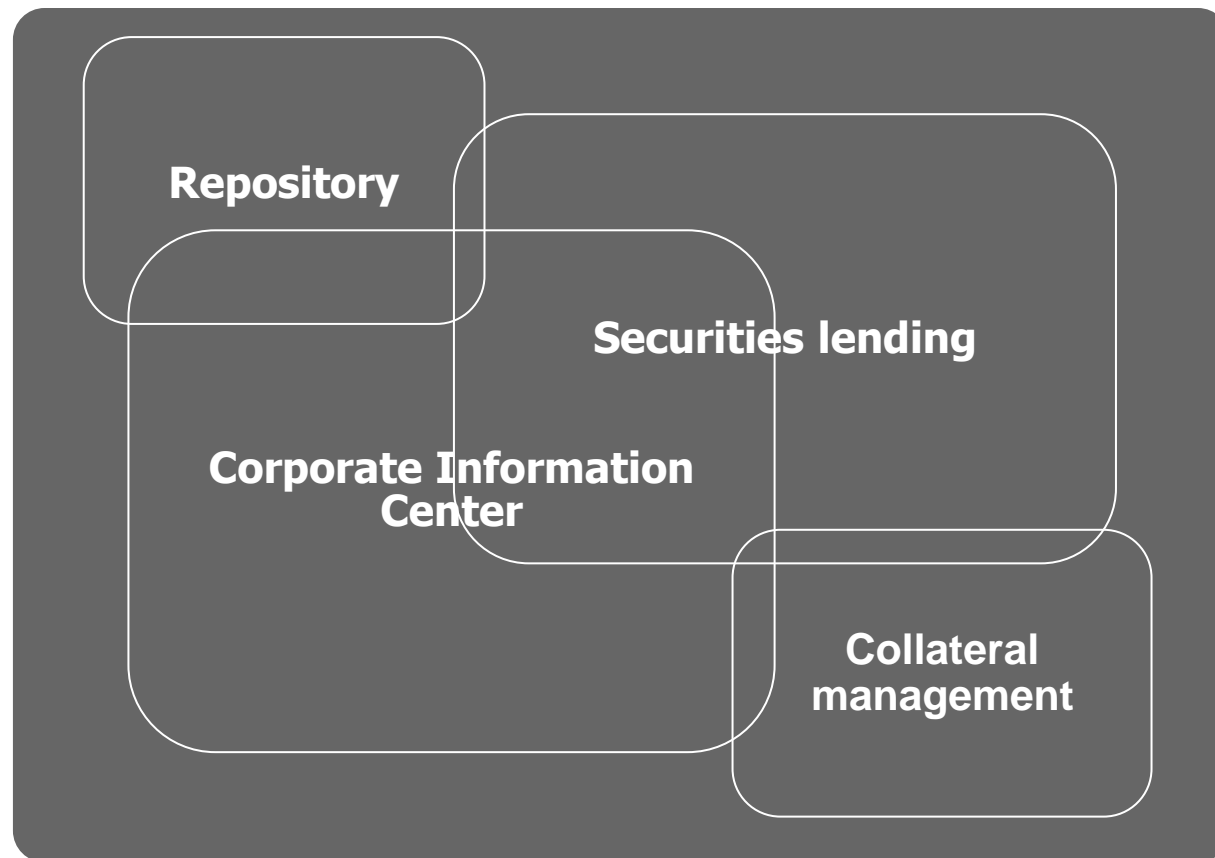 Repository
Securities lending
Corporate Information
Center
Collateral
management